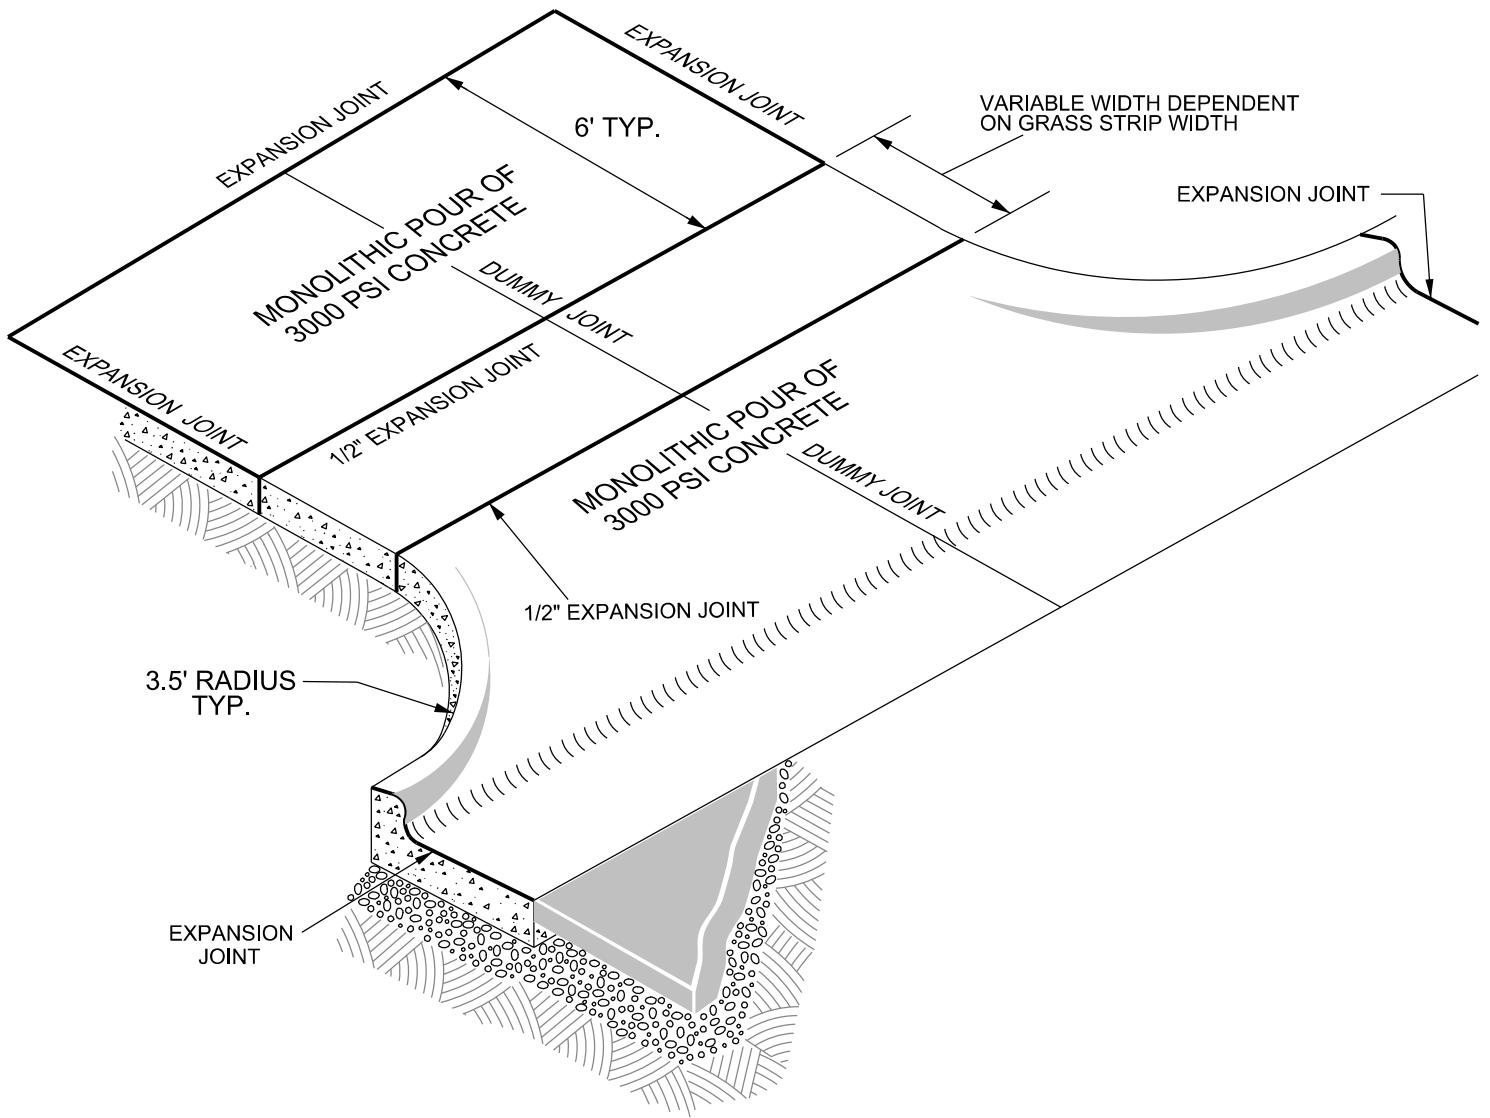 EXPANSION JOINT
EXPANSION JOINT
6' TYP.
VARIABLE WIDTH DEPENDENT
ON GRASS STRIP WIDTH
EXPANSION JOINT
MONOLITHIC POUR OF
3000 PSI CONCRETE
DUMMY JOINT
EXPANSION JOINT
1/2" EXPANSION JOINT
MONOLITHIC POUR OF
3000 PSI CONCRETE
DUMMY JOINT
1/2" EXPANSION JOINT
3.5' RADIUS
TYP.
EXPANSION
JOINT